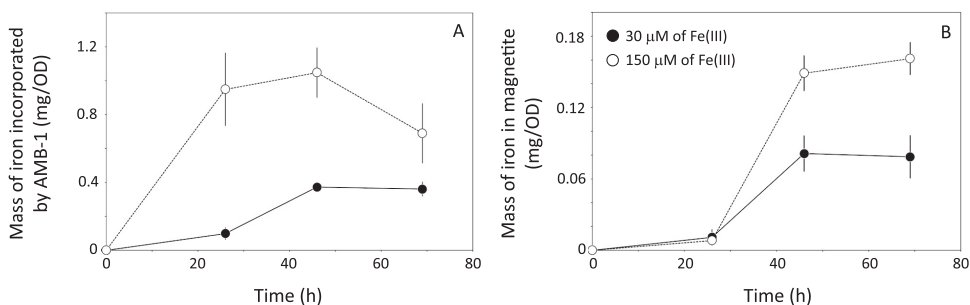 Mass of iron incorporated
by AMB-1 (mg/OD)
A
1.2
0.8
0.4
0
0 20 40 60 80
Time (h)
Mass of iron in magnetite
(mg/OD)
B
30 μM of Fe(III)
150 μM of Fe(III)
0.18
0.12
0.06
0
0 20 40 60 80
Time (h)